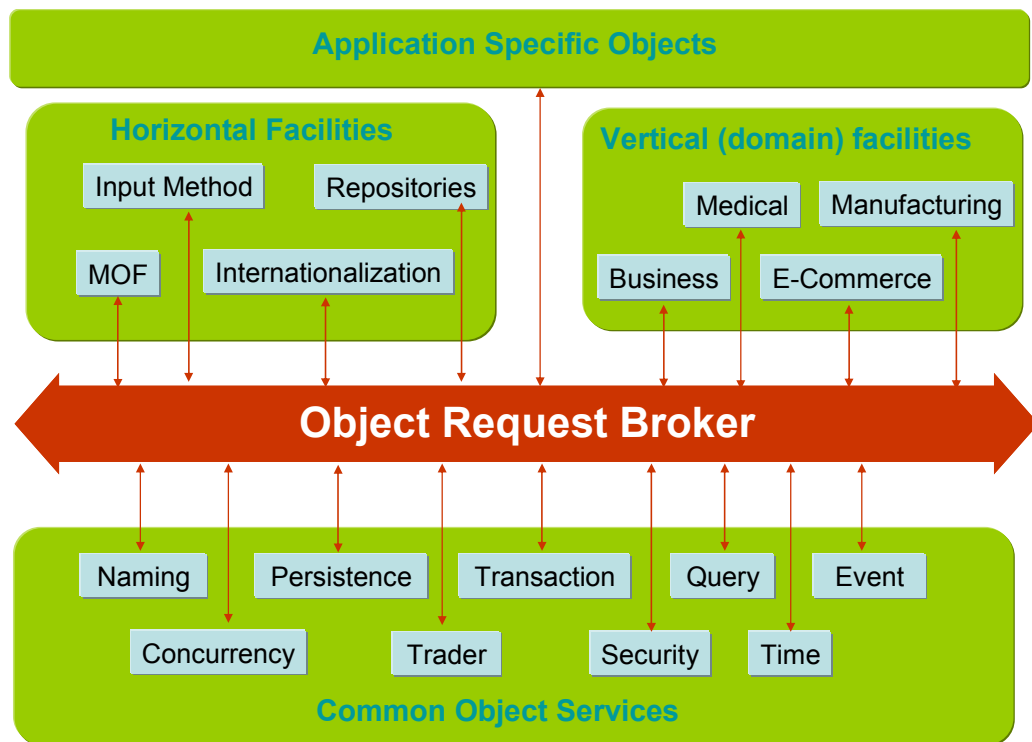 Application Specific Objects
Horizontal Facilities
Input Method
Repositories
MOF
Internationalization
Vertical (domain) facilities
Medical
Manufacturing
Business
E-Commerce
Object Request Broker
Naming
Persistence
Transaction
Query
Event
Concurrency
Trader
Security
Time
Common Object Services